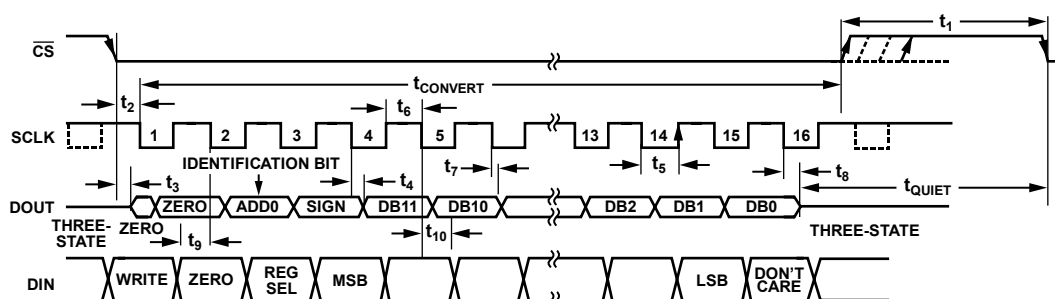 t1
CS
tCONVERT
t2
t6
SCLK
1 2 3 4 5 13 14 15 16
IDENTIFICATION BIT
t7
t5
t8
t3
t4
tQUIET
DOUT
ZERO ADD0 SIGN DB11 DB10 DB2 DB1 DB0
THREE-
STATE
ZERO
THREE-STATE
t9
t10
DIN
WRITE ZERO REG
SEL MSB LSB DON'T
CARE